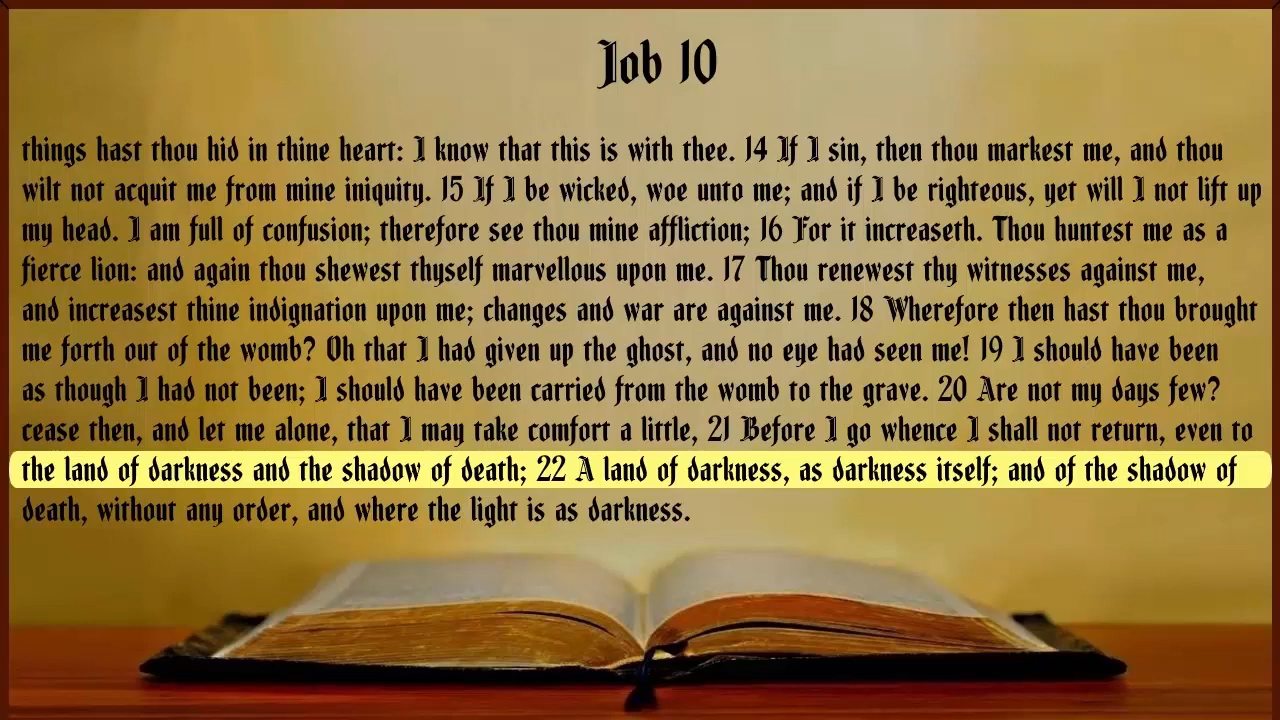 Job 10
things hast thou hid in thine heart: I know that this is with thee. 14 If I sin, then thou markest me, and thou
wilt not acquit me from mine iniquity. 15 If I be wicked, woe unto me; and if I be righteous, yet will I not lift up
my head. I am full of confusion; therefore see thou mine affliction; 16 For it increaseth. Thou huntest me as a
fierce lion: and again thou shewest thyself marvellous upon me. 17 Thou renewest thy witnesses against me,
and increasest thine indignation upon me; changes and war are against me. 18 Wherefore then hast thou brought
me forth out of the womb? Oh that I had given up the ghost, and no eye had seen me! 19 I should have been
as though I had not been; I should have been carried from the womb to the grave. 20 Are not my days few?
cease then, and let me alone, that I may take comfort a little, 21 Before I go whence I shall not return, even to
the land of darkness and the shadow of death; 22 A land of darkness, as darkness itself; and of the shadow of
death, without any order, and where the light is as darkness.